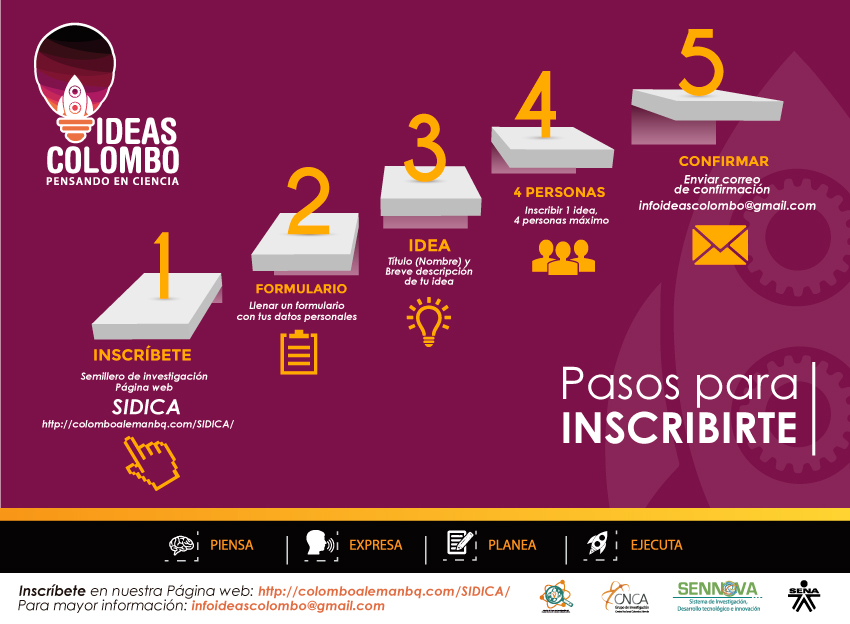 IDEAS
COLOMBO
PENSANDO EN CIENCIA
1
INSCRÍBETE
Semillero de investigación
Página web
SIDICA
http://colomboalemanbq.com/SIDICA/
2
FORMULARIO
Llenar un formulario
con tus datos personales
3
IDEA
Título (Nombre) y
Breve descripción
de tu idea
4
4 PERSONAS
Inscribir 1 idea,
4 personas máximo
5
CONFIRMAR
Enviar correo
de confirmación
infoideascolombo@gmail.com
Pasos para
INSCRIBIRTE
PIENSA
EXPRESA
PLANEA
EJECUTA
Inscríbete en nuestra Página web: http://colomboalemanbq.com/SIDICA/
Para mayor información: infoideascolombo@gmail.com
CNCA
Grupo de Investigación
SENNOVA
Sistema de Investigación,
Desarrollo tecnológico e innovación
SENA